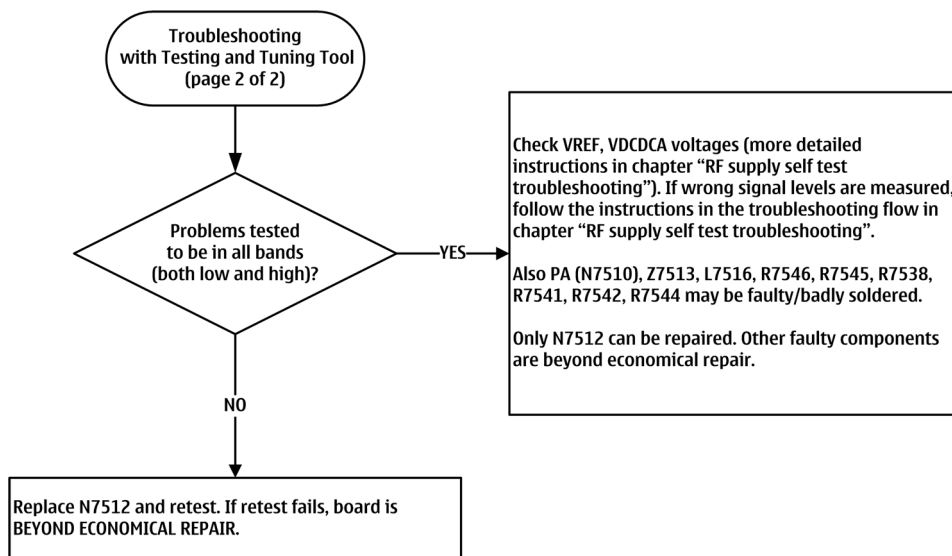 Troubleshooting
with Testing and Tuning Tool
(page 2 of 2)
Problems tested
to be in all bands
(both low and high)?
YES
Check VREF, VDCDCA voltages (more detailed
instructions in chapter “RF supply self test
troubleshooting”). If wrong signal levels are measured,
follow the instructions in the troubleshooting flow in
chapter “RF supply self test troubleshooting”.
Also PA (N7510), Z7513, L7516, R7546, R7545, R7538,
R7541, R7542, R7544 may be faulty/badly soldered.
Only N7512 can be repaired. Other faulty components
are beyond economical repair.
NO
Replace N7512 and retest. If retest fails, board is
BEYOND ECONOMICAL REPAIR.